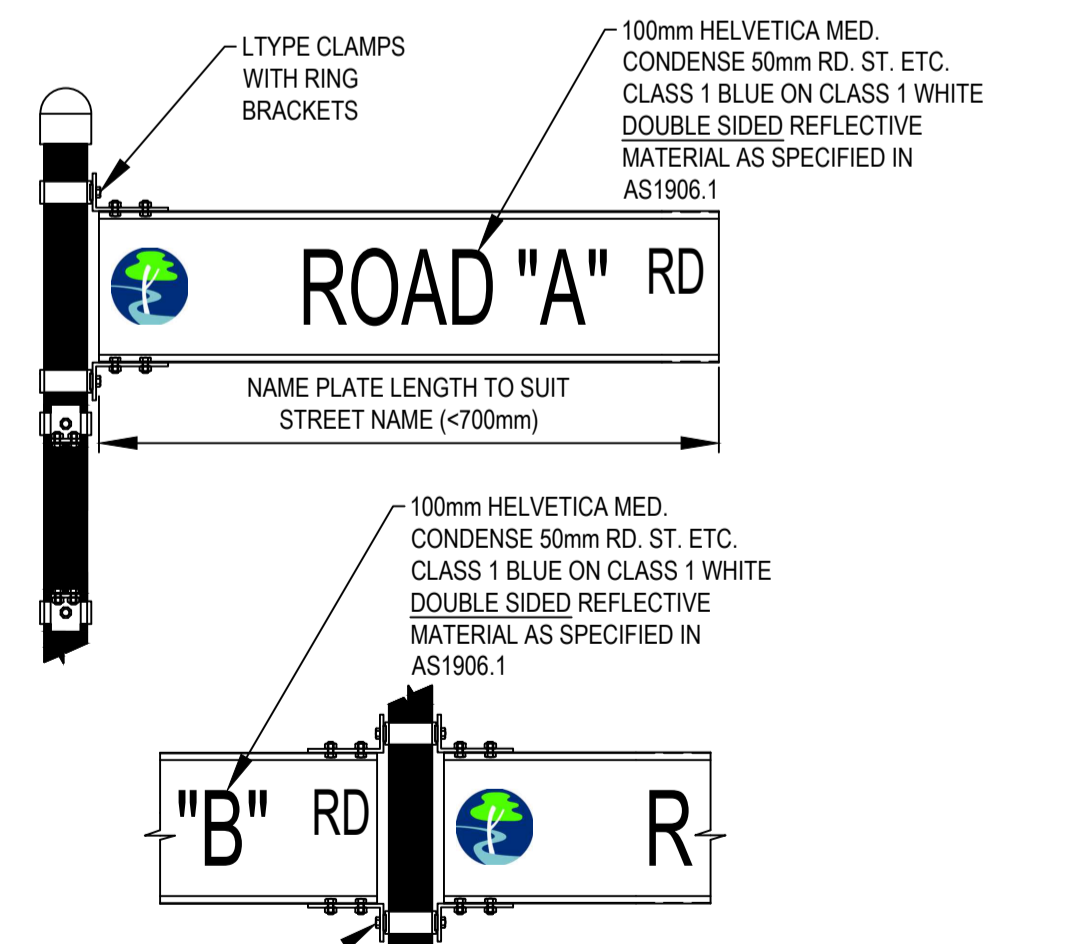 LTYPE CLAMPS
WITH RING
BRACKETS
100mm HELVETICA MED.
CONDENSE 50mm RD. ST. ETC.
CLASS 1 BLUE ON CLASS 1 WHITE
DOUBLE SIDED REFLECTIVE
MATERIAL AS SPECIFIED IN
AS1906.1
ROAD "A" RD
NAME PLATE LENGTH TO SUIT
STREET NAME (<700mm)
100mm HELVETICA MED.
CONDENSE 50mm RD. ST. ETC.
CLASS 1 BLUE ON CLASS 1 WHITE
DOUBLE SIDED REFLECTIVE
MATERIAL AS SPECIFIED IN
AS1906.1
"B" RD
R